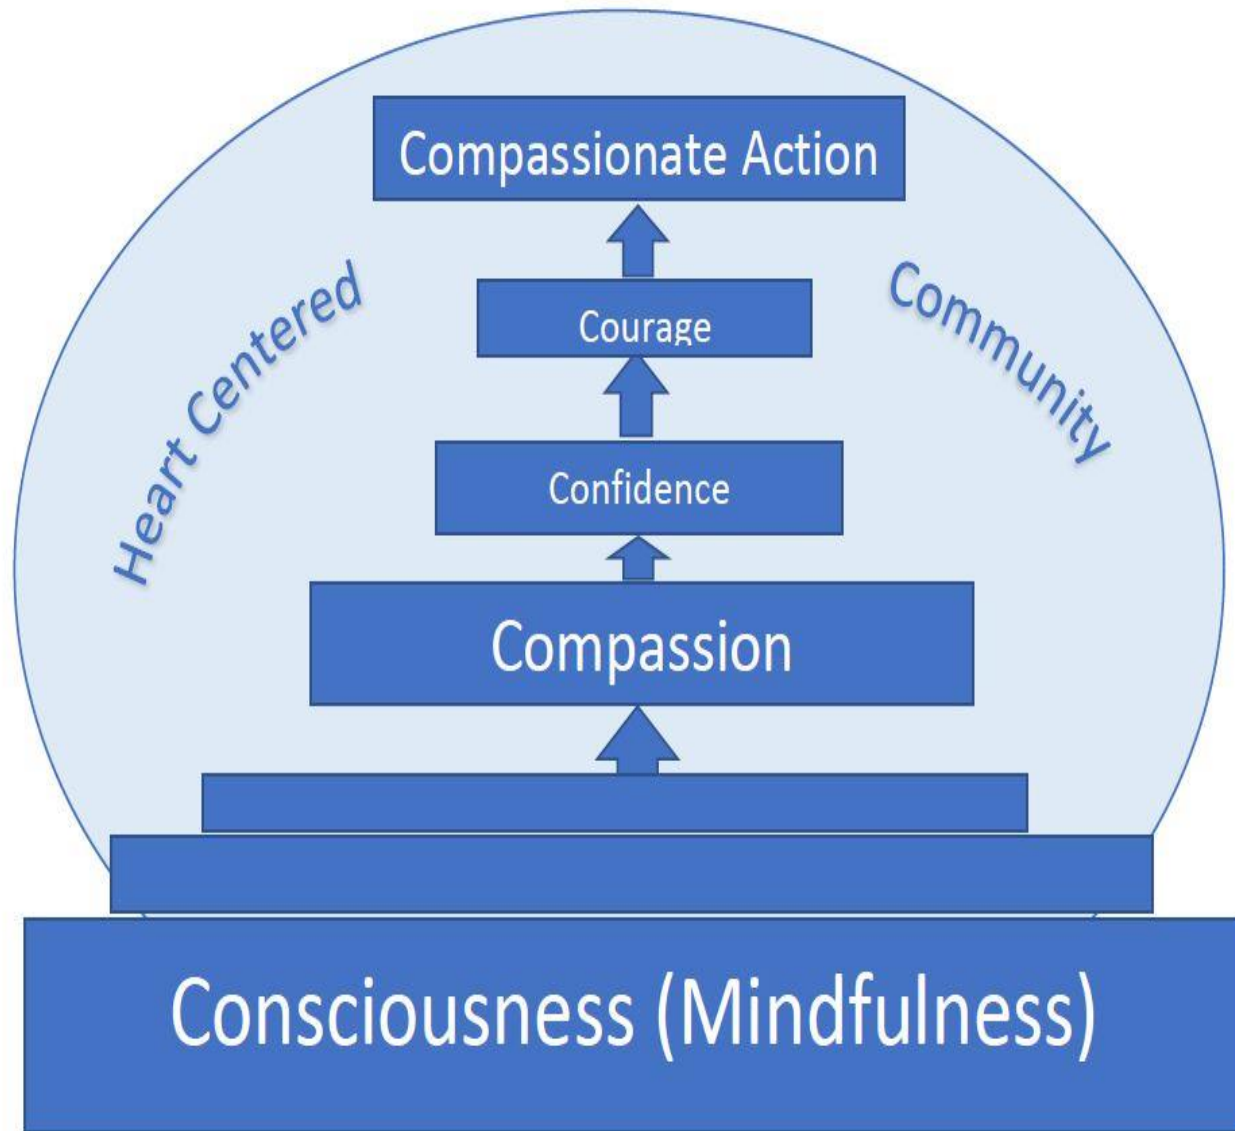 Compassionate Action
Heart Centered
Community
Courage
Confidence
Compassion
Consciousness (Mindfulness)